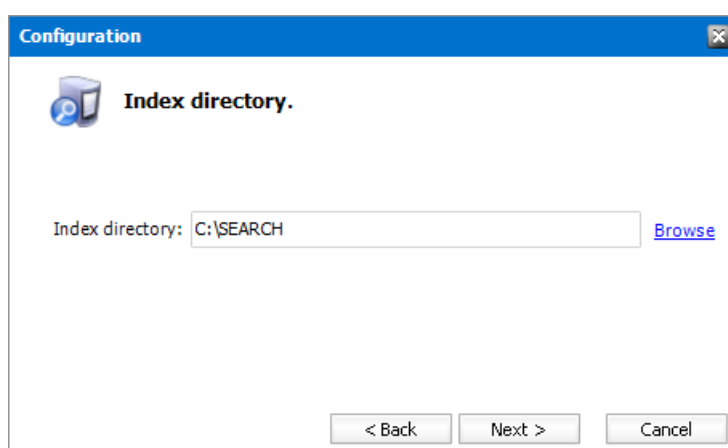 Configuration
Index directory.
Index directory: C:\SEARCH Browse
< Back Next > Cancel